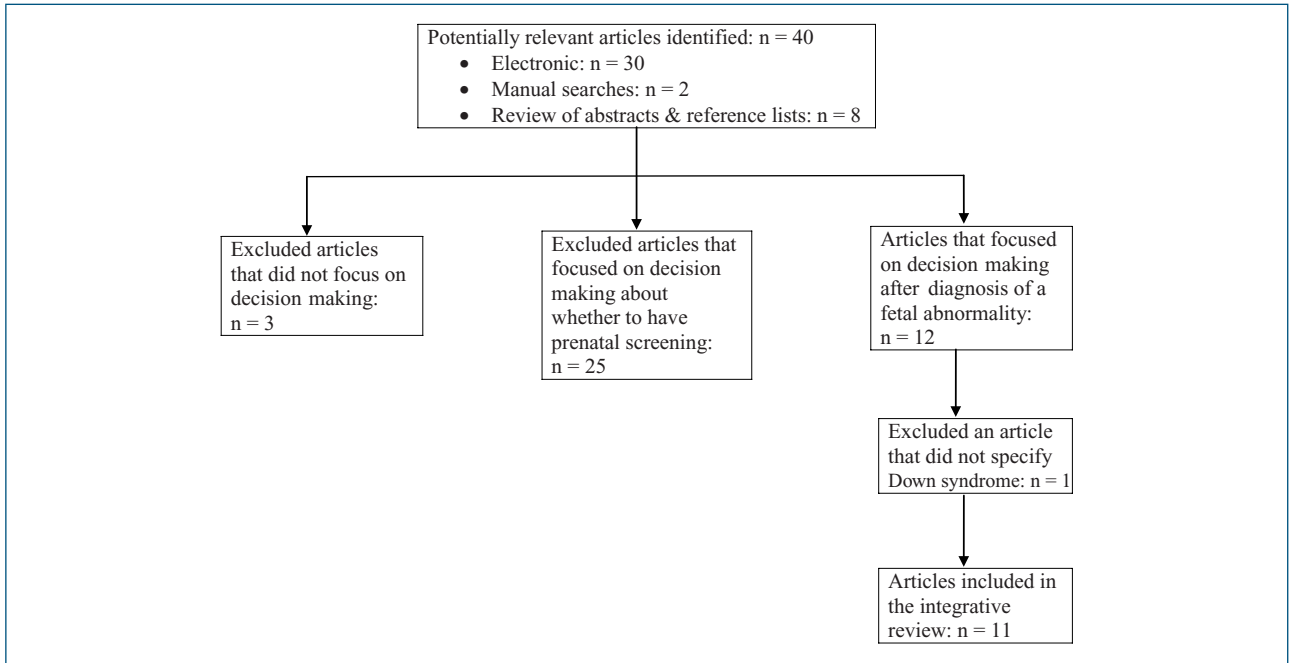 Potentially relevant articles identified: n = 40
• Electronic: n = 30
• Manual searches: n = 2
• Review of abstracts & reference lists: n = 8
Excluded articles
that did not focus on
decision making:
n = 3
Excluded articles that
focused on decision
making about
whether to have
prenatal screening:
n = 25
Articles that focused
on decision making
after diagnosis of a
fetal abnormality:
n = 12
Excluded an article
that did not specify
Down syndrome: n = 1
Articles included in
the integrative
review: n = 11